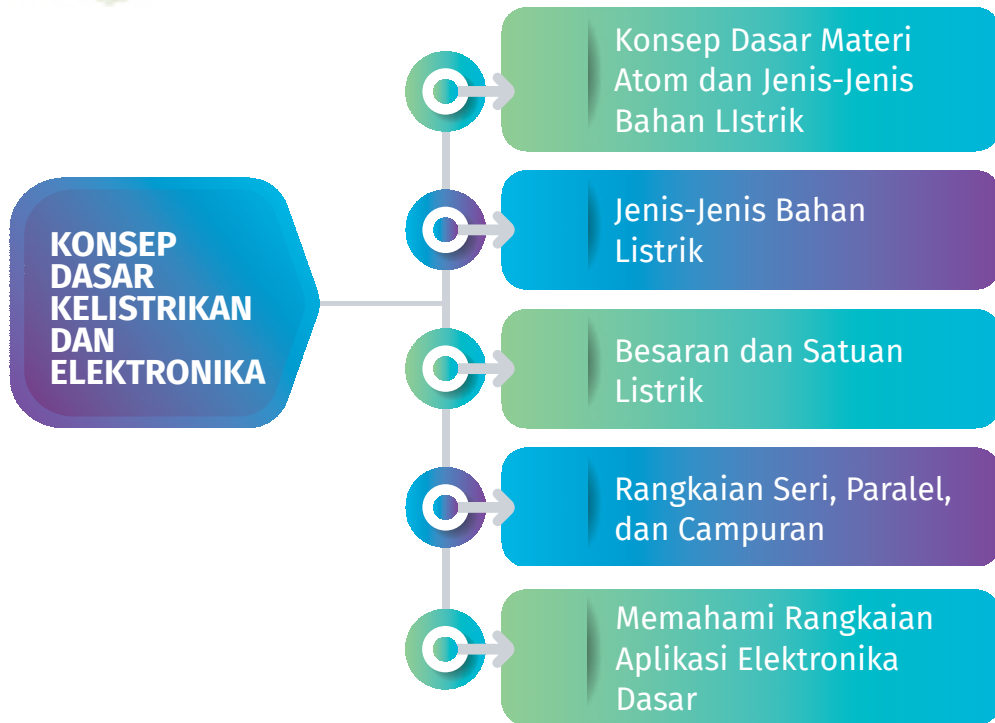 KONSEP
DASAR
KELISTRIKAN
DAN
ELEKTRONIKA
Konsep Dasar Materi
Atom dan Jenis-Jenis
Bahan LIstrik
Jenis-Jenis Bahan
Listrik
Besaran dan Satuan
Listrik
Rangkaian Seri, Paralel,
dan Campuran
Memahami Rangkaian
Aplikasi Elektronika
Dasar